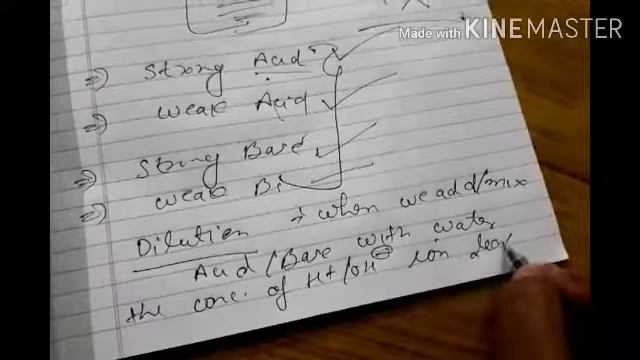 Made with KINEMASTER
⇒ Strong Acid
⇒ Weak Acid
⇒ Strong Base
⇒ Weak
Dilution → When we add/mix
Acid/Base with water
the conc. of H+/OH⊖ ion